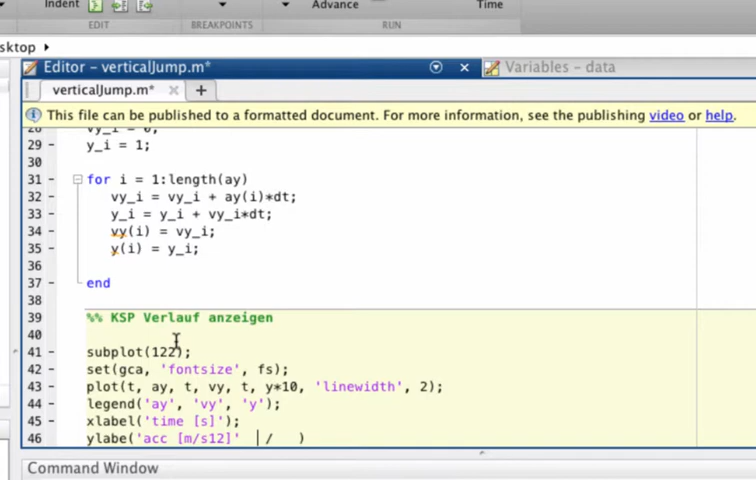 Indent Advance Time
EDIT BREAKPOINTS RUN
sktop
Editor – verticalJump.m* Variables – data
verticalJump.m* × +
This file can be published to a formatted document. For more information, see the publishing video or help.
28 vy_i = 0;
29 - y_i = 1;
30
31 - for i = 1:length(ay)
32 - vy_i = vy_i + ay(i)*dt;
33 - y_i = y_i + vy_i*dt;
34 - vy(i) = vy_i;
35 - y(i) = y_i;
36
37 - end
38
39 %% KSP Verlauf anzeigen
40
41 - subplot(122);
42 - set(gca, 'fontsize', fs);
43 - plot(t, ay, t, vy, t, y*10, 'linewidth', 2);
44 - legend('ay', 'vy', 'y');
45 - xlabel('time [s]');
46 ylabe('acc [m/s12]' / )
Command Window